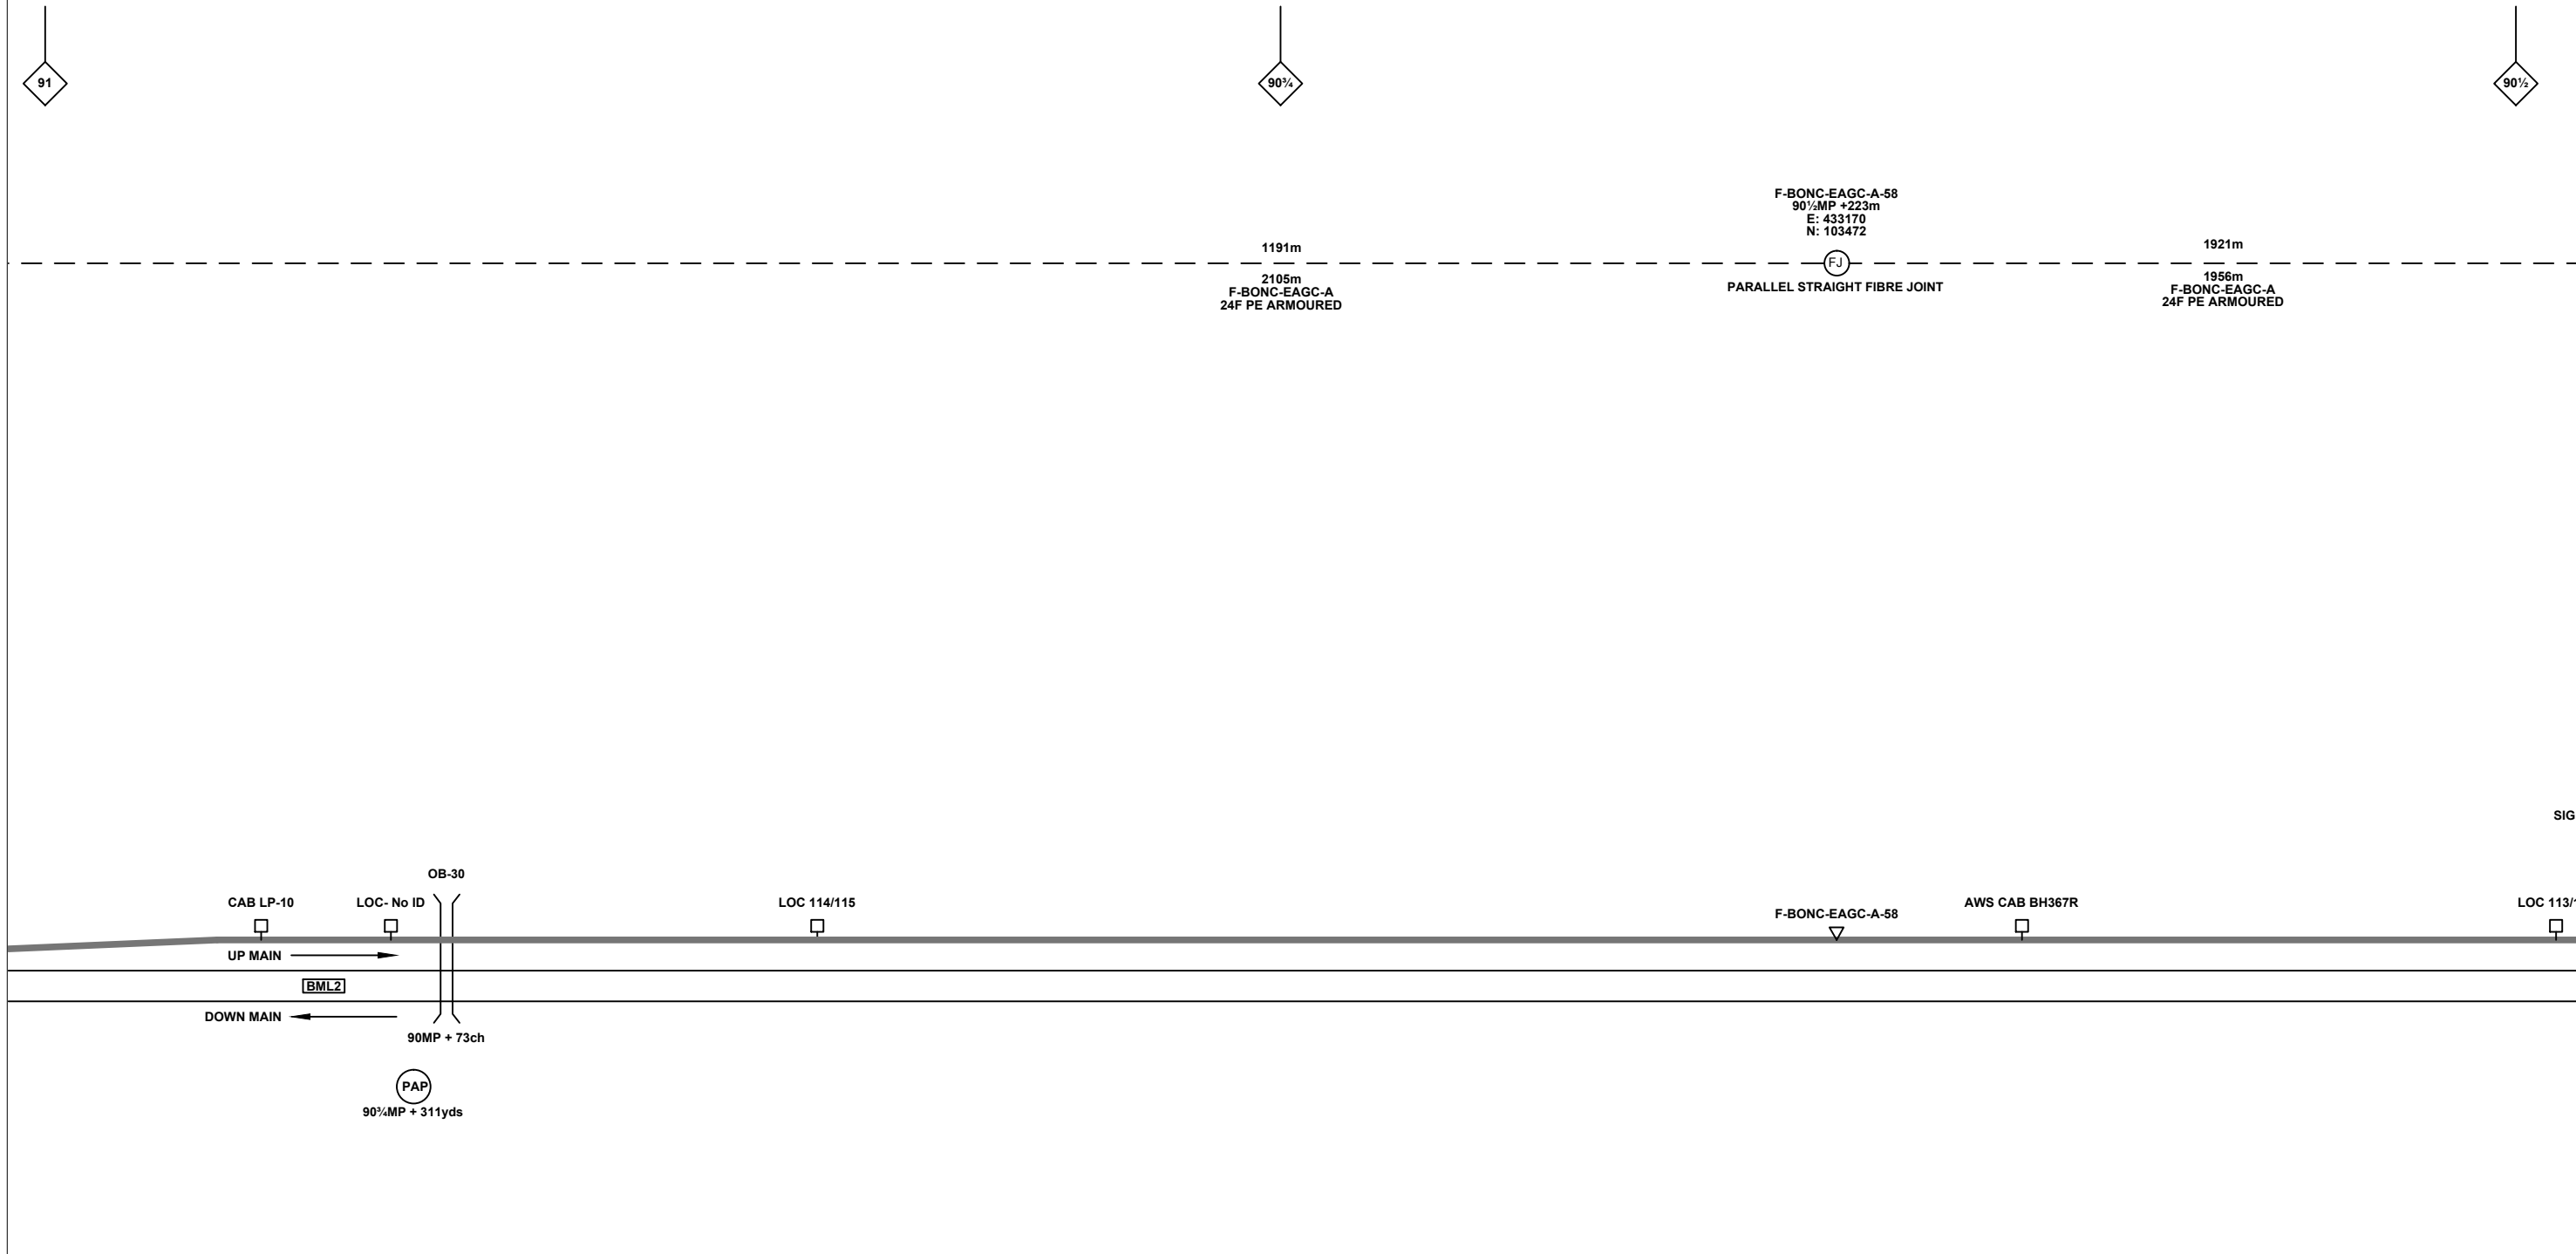 91
90¾
90½
F-BONC-EAGC-A-58
90½MP +223m
E: 433170
N: 103472
1191m
1921m
FJ
2105m
F-BONC-EAGC-A
24F PE ARMOURED
PARALLEL STRAIGHT FIBRE JOINT
1956m
F-BONC-EAGC-A
24F PE ARMOURED
SIG
OB-30
CAB LP-10
LOC- No ID
LOC 114/115
F-BONC-EAGC-A-58
AWS CAB BH367R
LOC 113/1
UP MAIN
BML2
DOWN MAIN
90MP + 73ch
PAP
90¾MP + 311yds